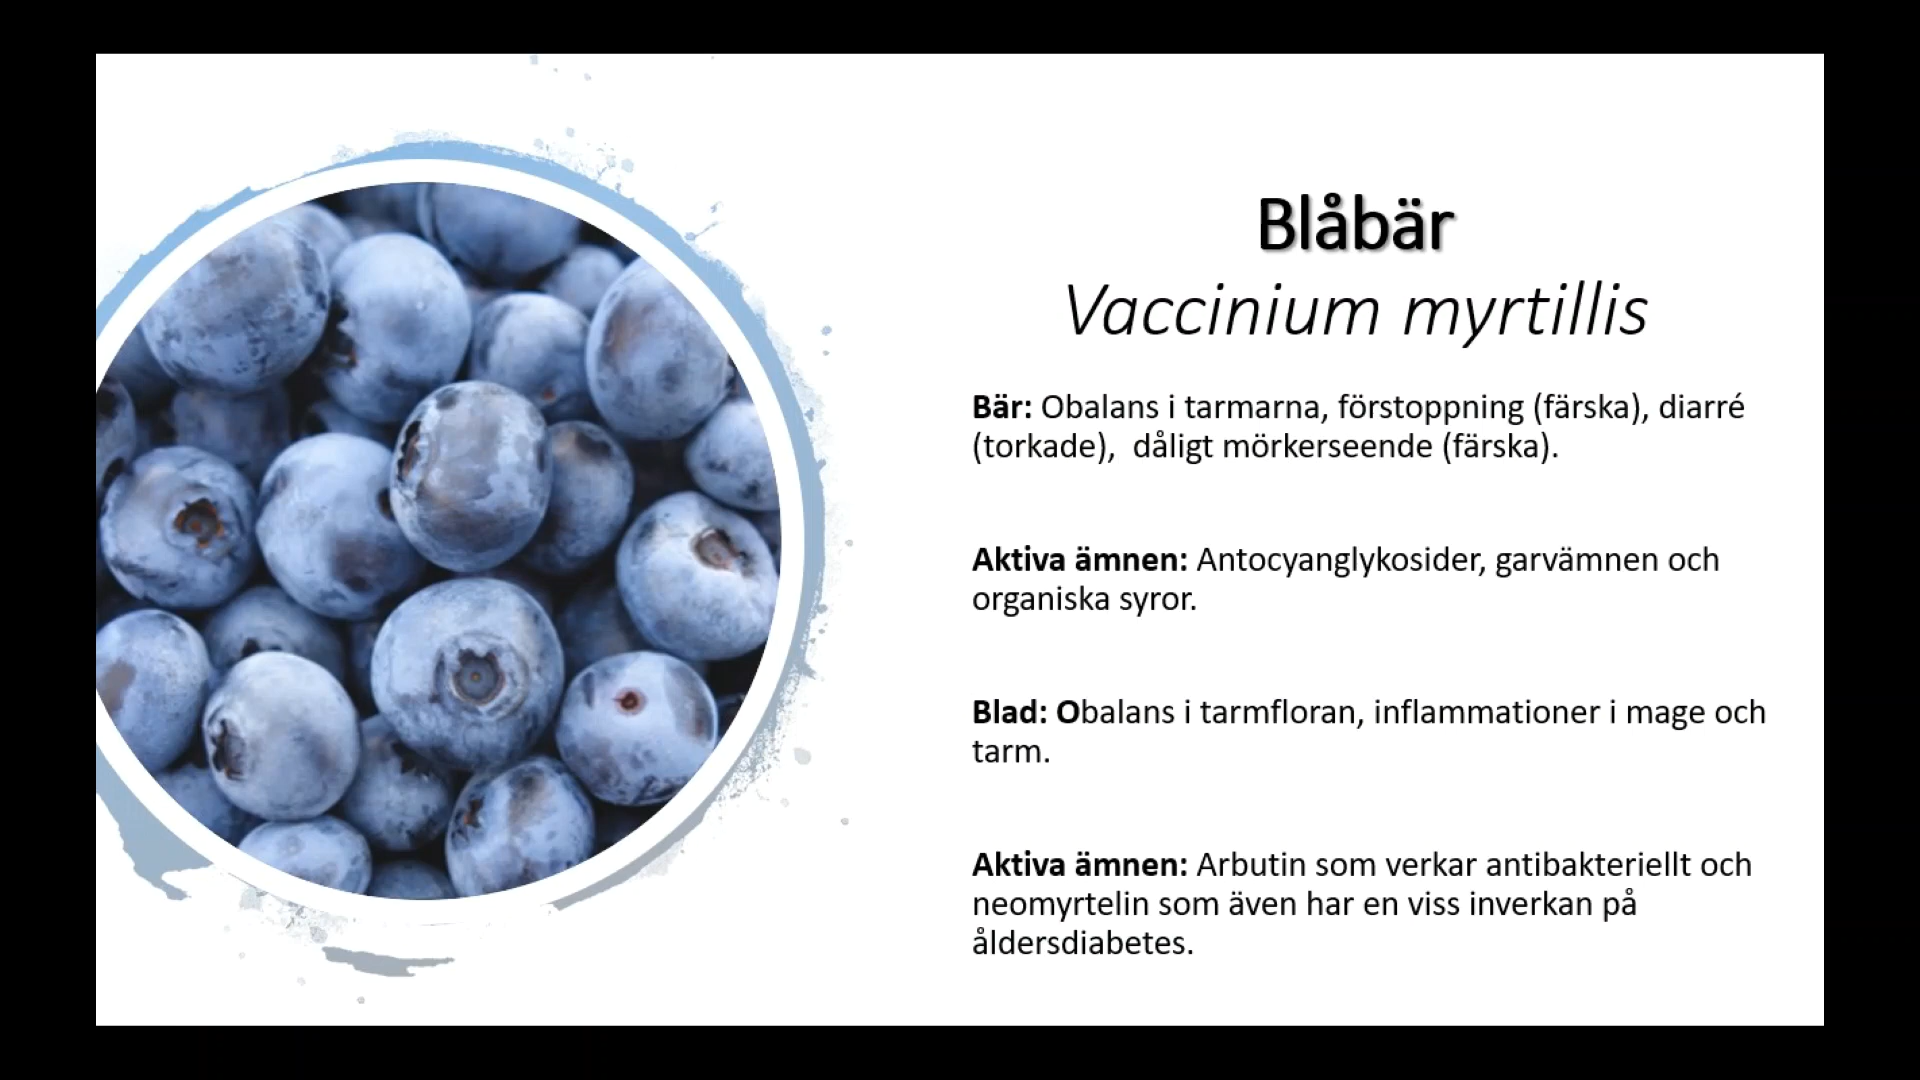 Blåbär
Vaccinium myrtillis
Bär: Obalans i tarmarna, förstoppning (färska), diarré
(torkade),  dåligt mörkerseende (färska).
Aktiva ämnen: Antocyanglykosider, garvämnen och
organiska syror.
Blad: Obalans i tarmfloran, inflammationer i mage och
tarm.
Aktiva ämnen: Arbutin som verkar antibakteriellt och
neomyrtelin som även har en viss inverkan på
åldersdiabetes.